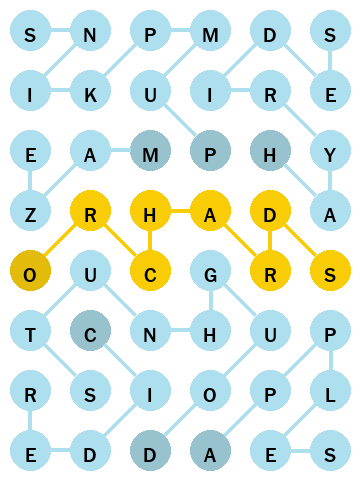 S N P M D S
I K U I R E
E A M P H Y
Z R H A D A
O U C G R S
T C N H U P
R S I O P L
E D D A E S